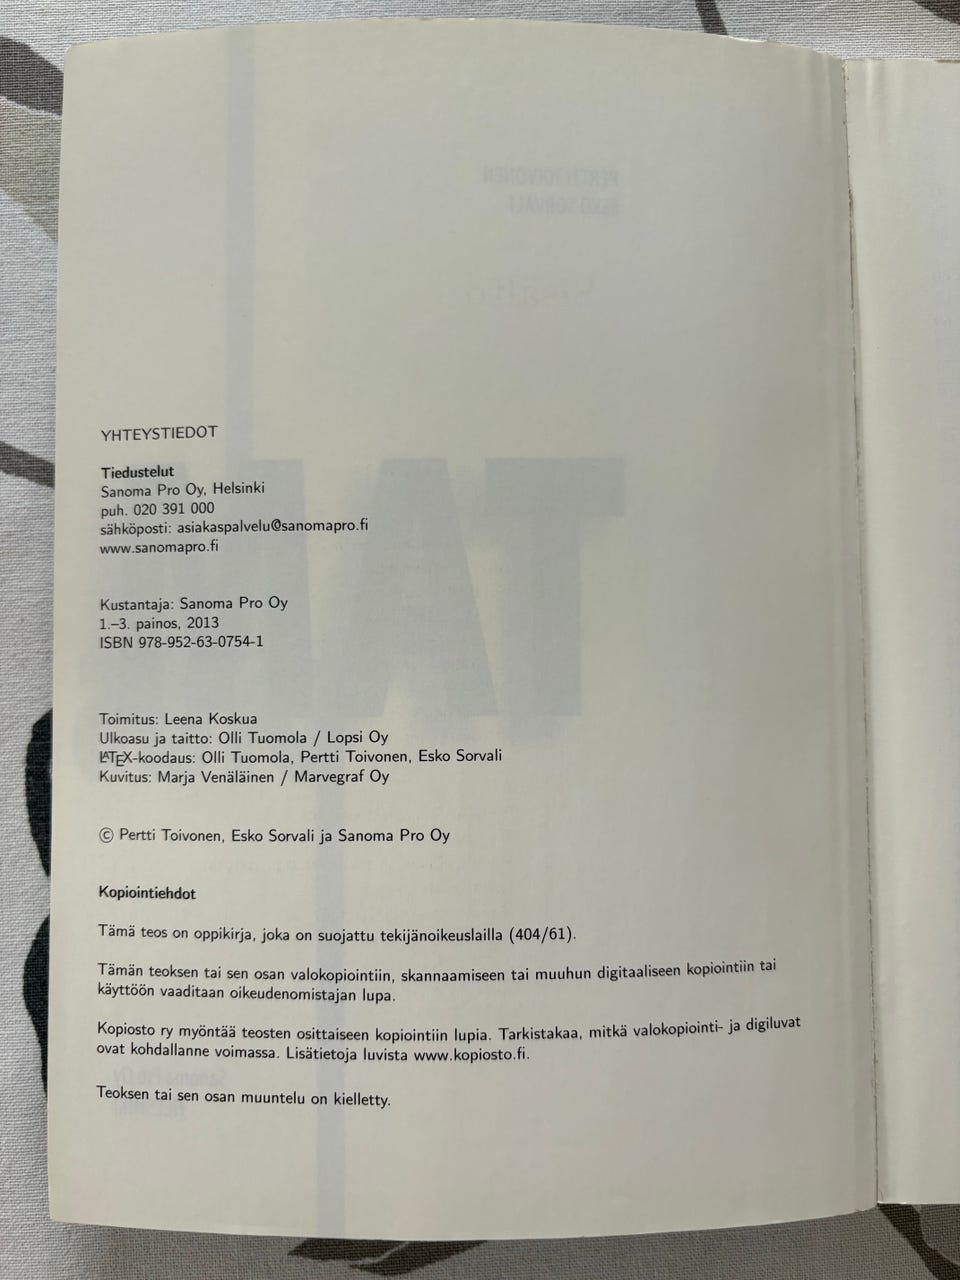 YHTEYSTIEDOT
Tiedustelut
Sanoma Pro Oy, Helsinki
puh. 020 391 000
sähköposti: asiakaspalvelu@sanomapro.fi
www.sanomapro.fi
Kustantaja: Sanoma Pro Oy
1.–3. painos, 2013
ISBN 978-952-63-0754-1
Toimitus: Leena Koskua
Ulkoasu ja taitto: Olli Tuomola / Lopsi Oy
LATEX-koodaus: Olli Tuomola, Pertti Toivonen, Esko Sorvali
Kuvitus: Marja Venäläinen / Marvegraf Oy
© Pertti Toivonen, Esko Sorvali ja Sanoma Pro Oy
Kopiointiehdot
Tämä teos on oppikirja, joka on suojattu tekijänoikeuslailla (404/61).
Tämän teoksen tai sen osan valokopiointiin, skannaamiseen tai muuhun digitaaliseen kopiointiin tai
käyttöön vaaditaan oikeudenomistajan lupa.
Kopiosto ry myöntää teosten osittaiseen kopiointiin lupia. Tarkistakaa, mitkä valokopiointi- ja digiluvat
ovat kohdallanne voimassa. Lisätietoja luvista www.kopiosto.fi.
Teoksen tai sen osan muuntelu on kielletty.